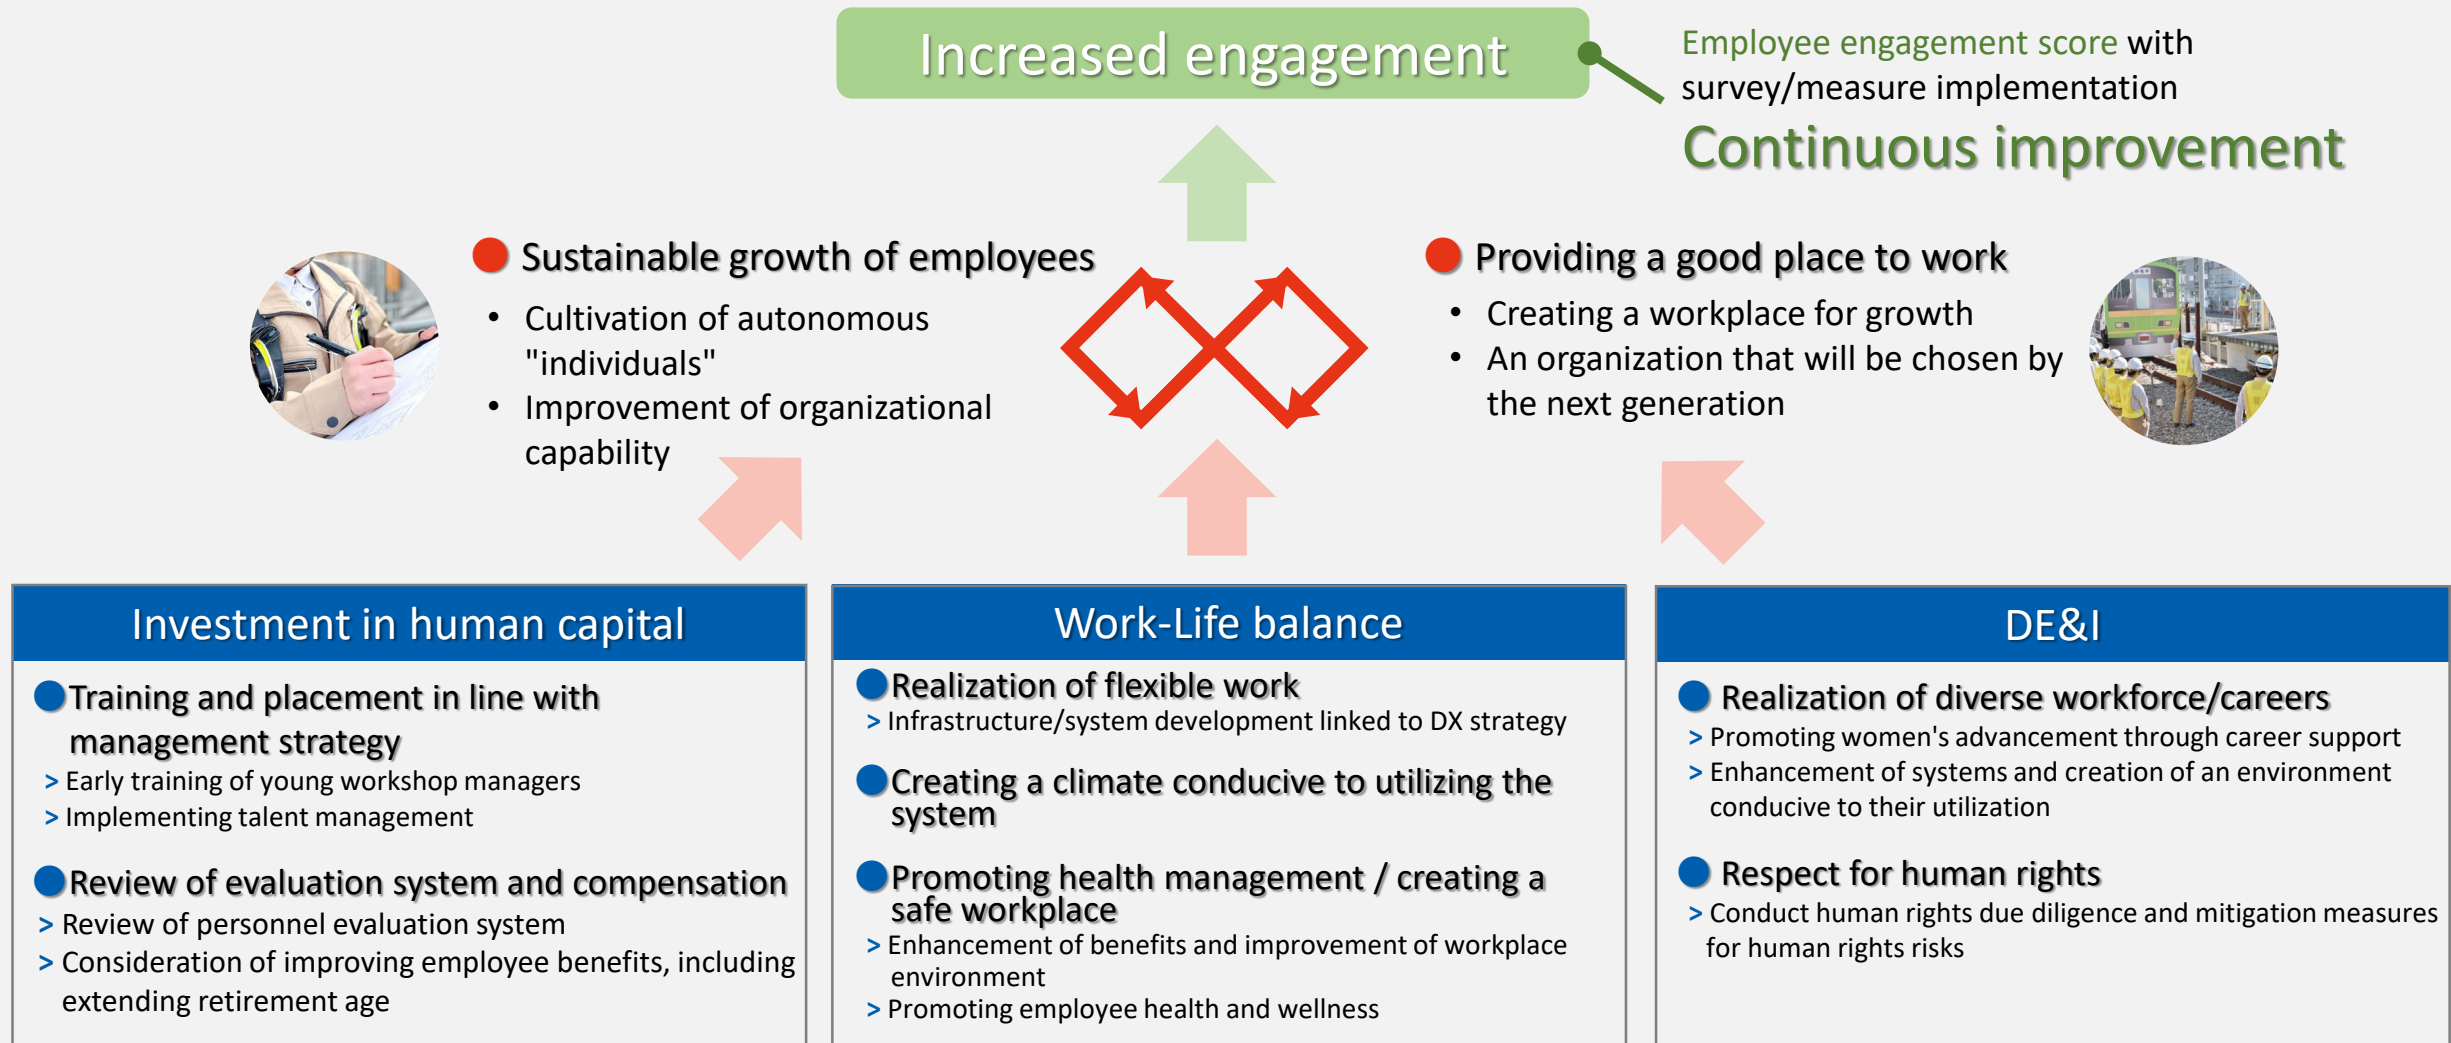 Increased engagement
Employee engagement score with
survey/measure implementation
Continuous improvement
Sustainable growth of employees
• Cultivation of autonomous
"individuals"
• Improvement of organizational
capability
Providing a good place to work
• Creating a workplace for growth
• An organization that will be chosen by
the next generation
Investment in human capital
Training and placement in line with
management strategy
> Early training of young workshop managers
> Implementing talent management
Review of evaluation system and compensation
> Review of personnel evaluation system
> Consideration of improving employee benefits, including
extending retirement age
Work-Life balance
Realization of flexible work
> Infrastructure/system development linked to DX strategy
Creating a climate conducive to utilizing the
system
Promoting health management / creating a
safe workplace
> Enhancement of benefits and improvement of workplace
environment
> Promoting employee health and wellness
DE&I
Realization of diverse workforce/careers
> Promoting women's advancement through career support
> Enhancement of systems and creation of an environment
conducive to their utilization
Respect for human rights
> Conduct human rights due diligence and mitigation measures
for human rights risks